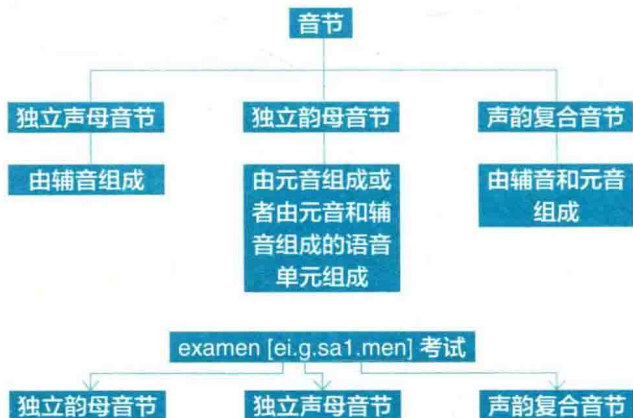 音节
独立声母音节
独立韵母音节
声韵复合音节
由辅音组成
由元音组成或
者由元音和辅
音组成的语音
单元组成
由辅音和元音
组成
examen [ei.g.sa1.men] 考试
独立韵母音节
独立声母音节
声韵复合音节